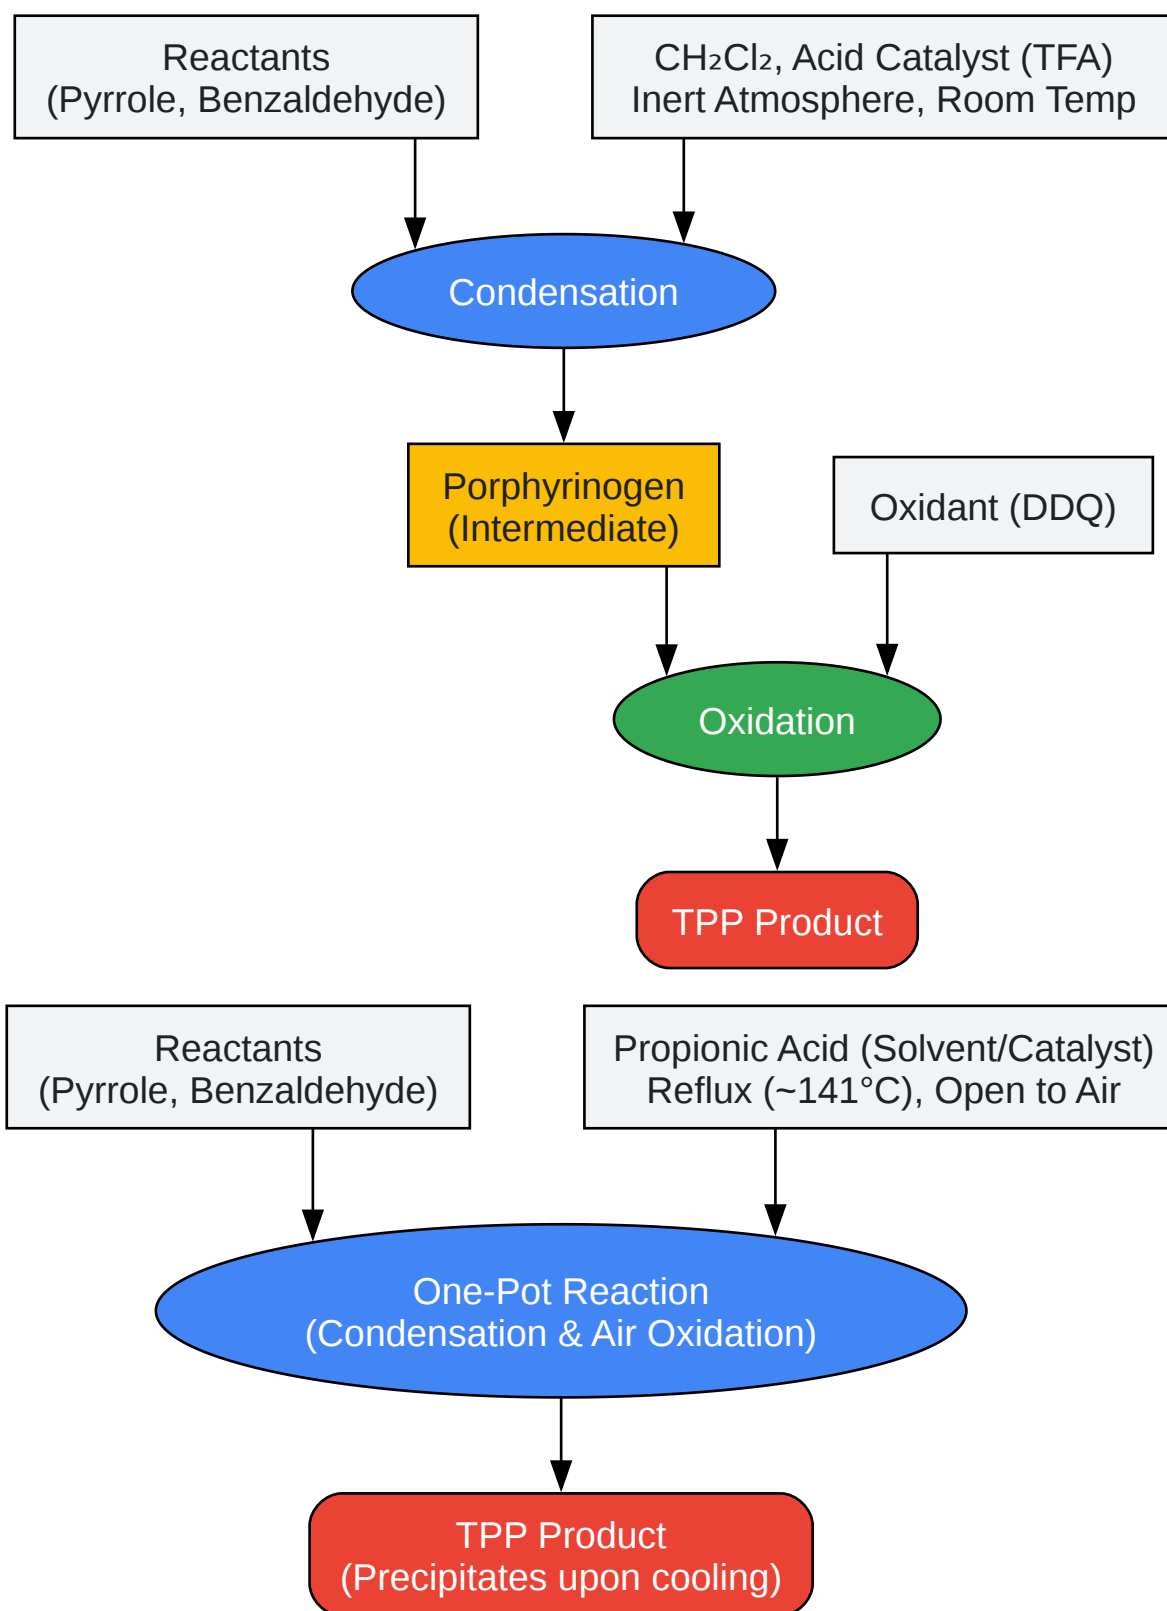 Reactants
(Pyrrole, Benzaldehyde)
CH₂Cl₂, Acid Catalyst (TFA)
Inert Atmosphere, Room Temp
Condensation
Porphyrinogen
(Intermediate)
Oxidant (DDQ)
Oxidation
TPP Product
Reactants
(Pyrrole, Benzaldehyde)
Propionic Acid (Solvent/Catalyst)
Reflux (~141°C), Open to Air
One-Pot Reaction
(Condensation & Air Oxidation)
TPP Product
(Precipitates upon cooling)